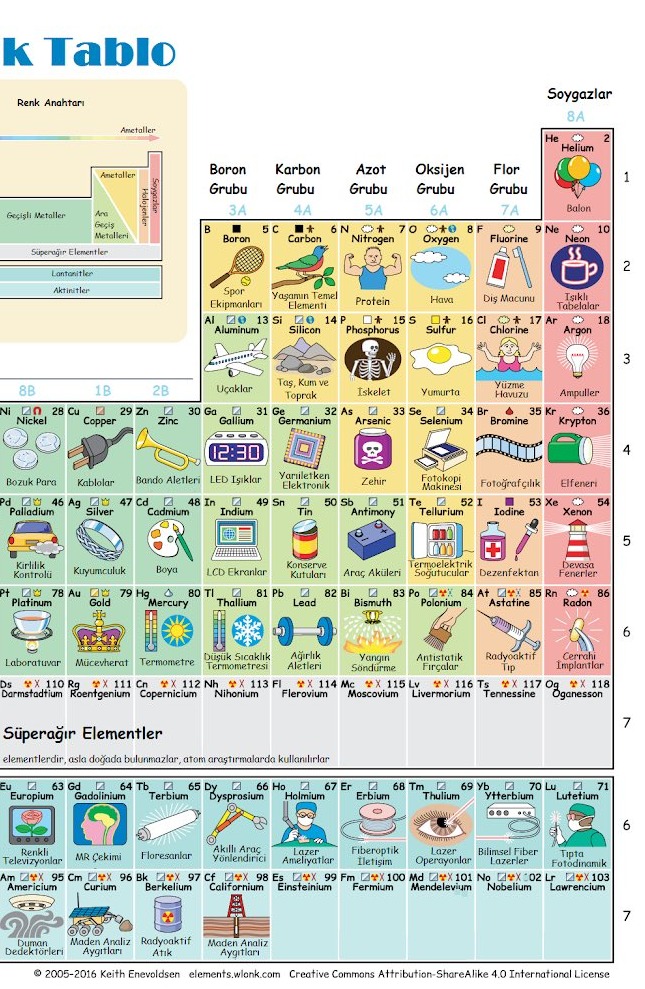 k Tablo
Renk Anahtarı
Ametaller
Ametaller
Soygazlar
Halojenler
Geçişli Metaller
Ara
Geçiş
Metalleri
Süperağır Elementler
Lantanitler
Aktinitler
Soygazlar
8A
He 2
Helium
Balon
1
Boron
Grubu
3A
Karbon
Grubu
4A
Azot
Grubu
5A
Oksijen
Grubu
6A
Flor
Grubu
7A
B 5 C 6 N 7 O 8 F 9 Ne 10
Boron Carbon Nitrogen Oxygen Fluorine Neon
Spor
Ekipmanları
Yaşamın Temel
Elementi
Protein
Hava
Diş Macunu
Işıklı
Tabelalar
2
Al 13 Si 14 P 15 S 16 Cl 17 Ar 18
Aluminum Silicon Phosphorus Sulfur Chlorine Argon
Uçaklar
Taş, Kum ve
Toprak
İskelet
Yumurta
Yüzme
Havuzu
Ampuller
3
8B 1B 2B
Ni 28 Cu 29 Zn 30 Ga 31 Ge 32 As 33 Se 34 Br 35 Kr 36
Nickel Copper Zinc Gallium Germanium Arsenic Selenium Bromine Krypton
12:30
Bozuk Para
Kablolar
Bando Aletleri
LED Işıklar
Yarıiletken
Elektronik
Zehir
Fotokopi
Makinesi
Fotoğrafçılık
Elfeneri
4
Pd 46 Ag 47 Cd 48 In 49 Sn 50 Sb 51 Te 52 I 53 Xe 54
Palladium Silver Cadmium Indium Tin Antimony Tellurium Iodine Xenon
Kirlilik
Kontrolü
Kuyumculuk
Boya
LCD Ekranlar
Konserve
Kutuları
Araç Aküleri
Termoelektrik
Soğutucular
Dezenfektan
Devasa
Fenerler
5
Pt 78 Au 79 Hg 80 Tl 81 Pb 82 Bi 83 Po 84 At 85 Rn 86
Platinum Gold Mercury Thallium Lead Bismuth Polonium Astatine Radon
Laboratuvar
Mücevherat
Termometre
Düşük Sıcaklık
Termometresi
Ağırlık
Aletleri
Yangın
Söndürme
Antistatik
Fırçalar
Radyoaktif
Tıp
Cerrahi
İmplantlar
6
Ds X 110 Rg X 111 Cn X 112 Nh X 113 Fl X 114 Mc X 115 Lv X 116 Ts X 117 Og X 118
Darmstadtium Roentgenium Copernicium Nihonium Flerovium Moscovium Livermorium Tennessine Oganesson
Süperağır Elementler
elementlerdir, asla doğada bulunmazlar, atom araştırmalarda kullanılırlar
7
Eu 63 Gd 64 Tb 65 Dy 66 Ho 67 Er 68 Tm 69 Yb 70 Lu 71
Europium Gadolinium Terbium Dysprosium Holmium Erbium Thulium Ytterbium Lutetium
Renkli
Televizyonlar
MR Çekimi
Floresanlar
Akıllı Araç
Yönlendirici
Lazer
Ameliyatlar
Fiberoptik
İletişim
Lazer
Operasyonlar
Bilimsel Fiber
Lazerler
Tıpta
Fotodinamik
6
Am 95 Cm X 96 Bk X 97 Cf X 98 Es X 99 Fm X 100 Md X 101 No Lr X 103
Americium Curium Berkelium Californium Einsteinium Fermium Mendelevium Nobelium Lawrencium
Duman
Dedektörleri
Maden Analiz
Aygıtları
Radyoaktif
Atık
Maden Analiz
Aygıtları
7
© 2005-2016 Keith Enevoldsen elements.wlonk.com Creative Commons Attribution-ShareAlike 4.0 International License